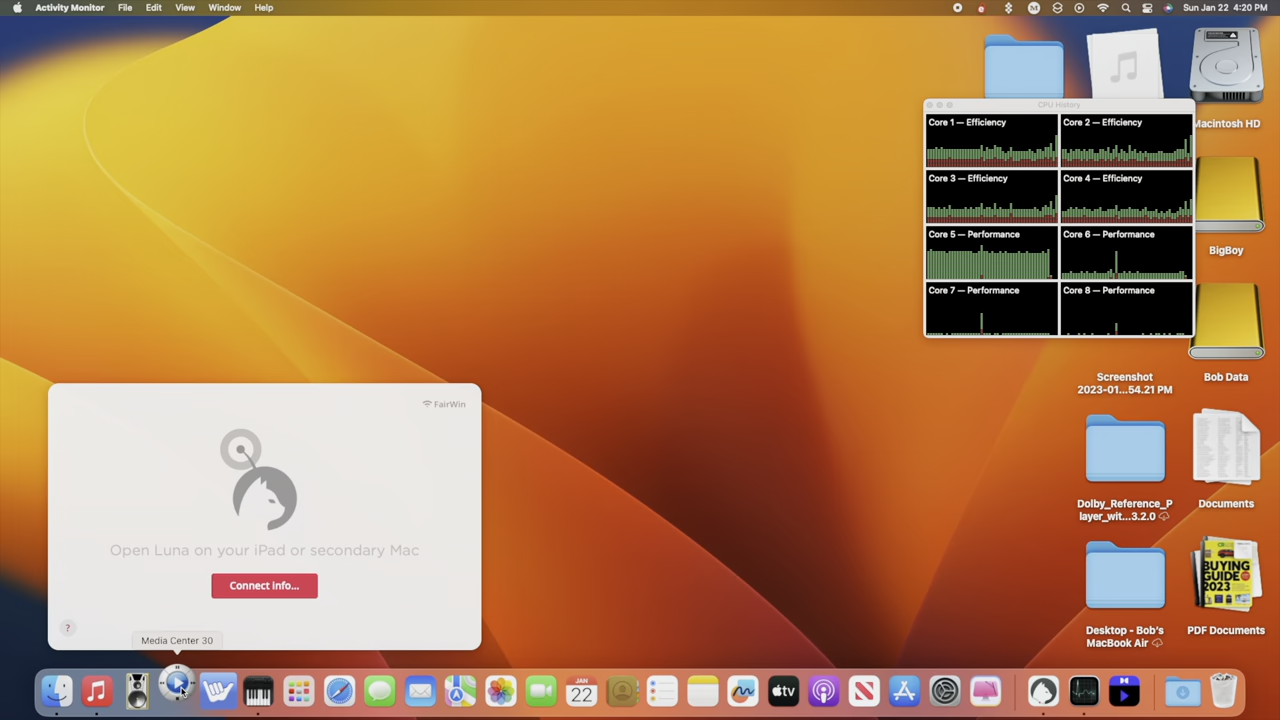 Activity Monitor File Edit View Window Help
Sun Jan 22 4:20 PM
CPU History
Core 1 — Efficiency
Core 2 — Efficiency
Core 3 — Efficiency
Core 4 — Efficiency
Core 5 — Performance
Core 6 — Performance
Core 7 — Performance
Core 8 — Performance
Macintosh HD
BigBoy
Screenshot
2023-01...54.21 PM
Bob Data
Dolby_Reference_P
layer_wit...3.2.0
Documents
BUYING
GUIDE
2023
Desktop - Bob's
MacBook Air
PDF Documents
FairWin
Open Luna on your iPad or secondary Mac
Connect info...
?
Media Center 30
JAN
22
tv